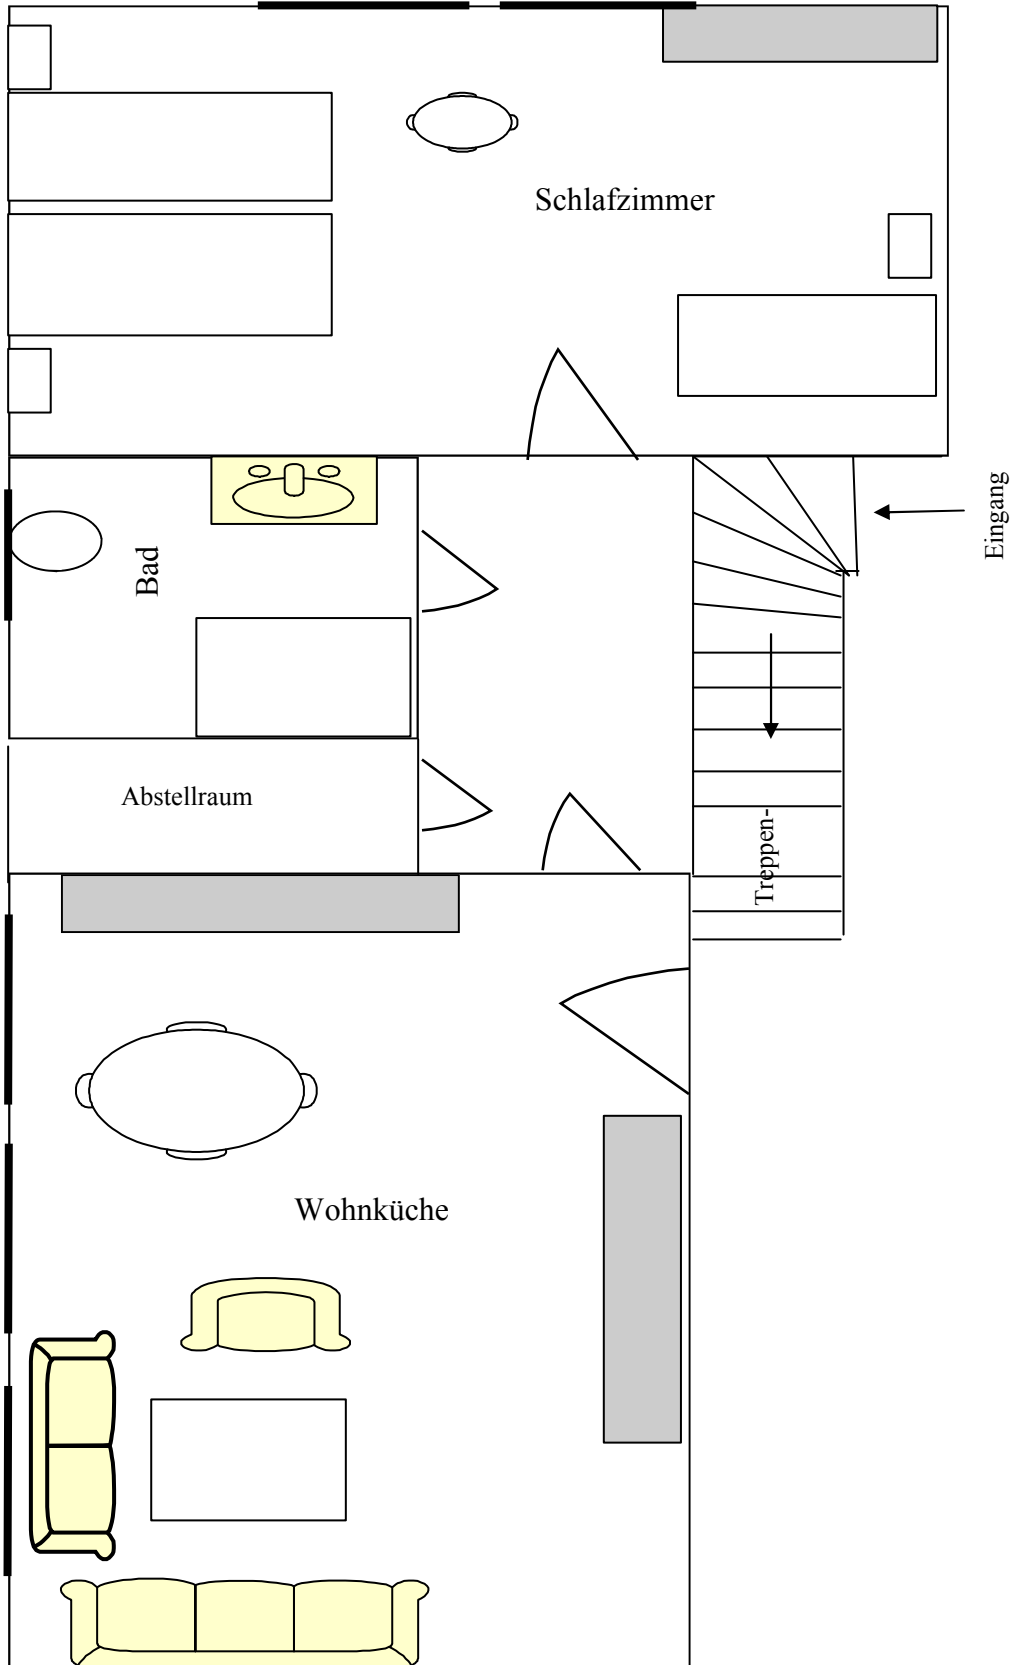 Schlafzimmer
Eingang
Bad
Abstellraum
Treppen-
Wohnküche